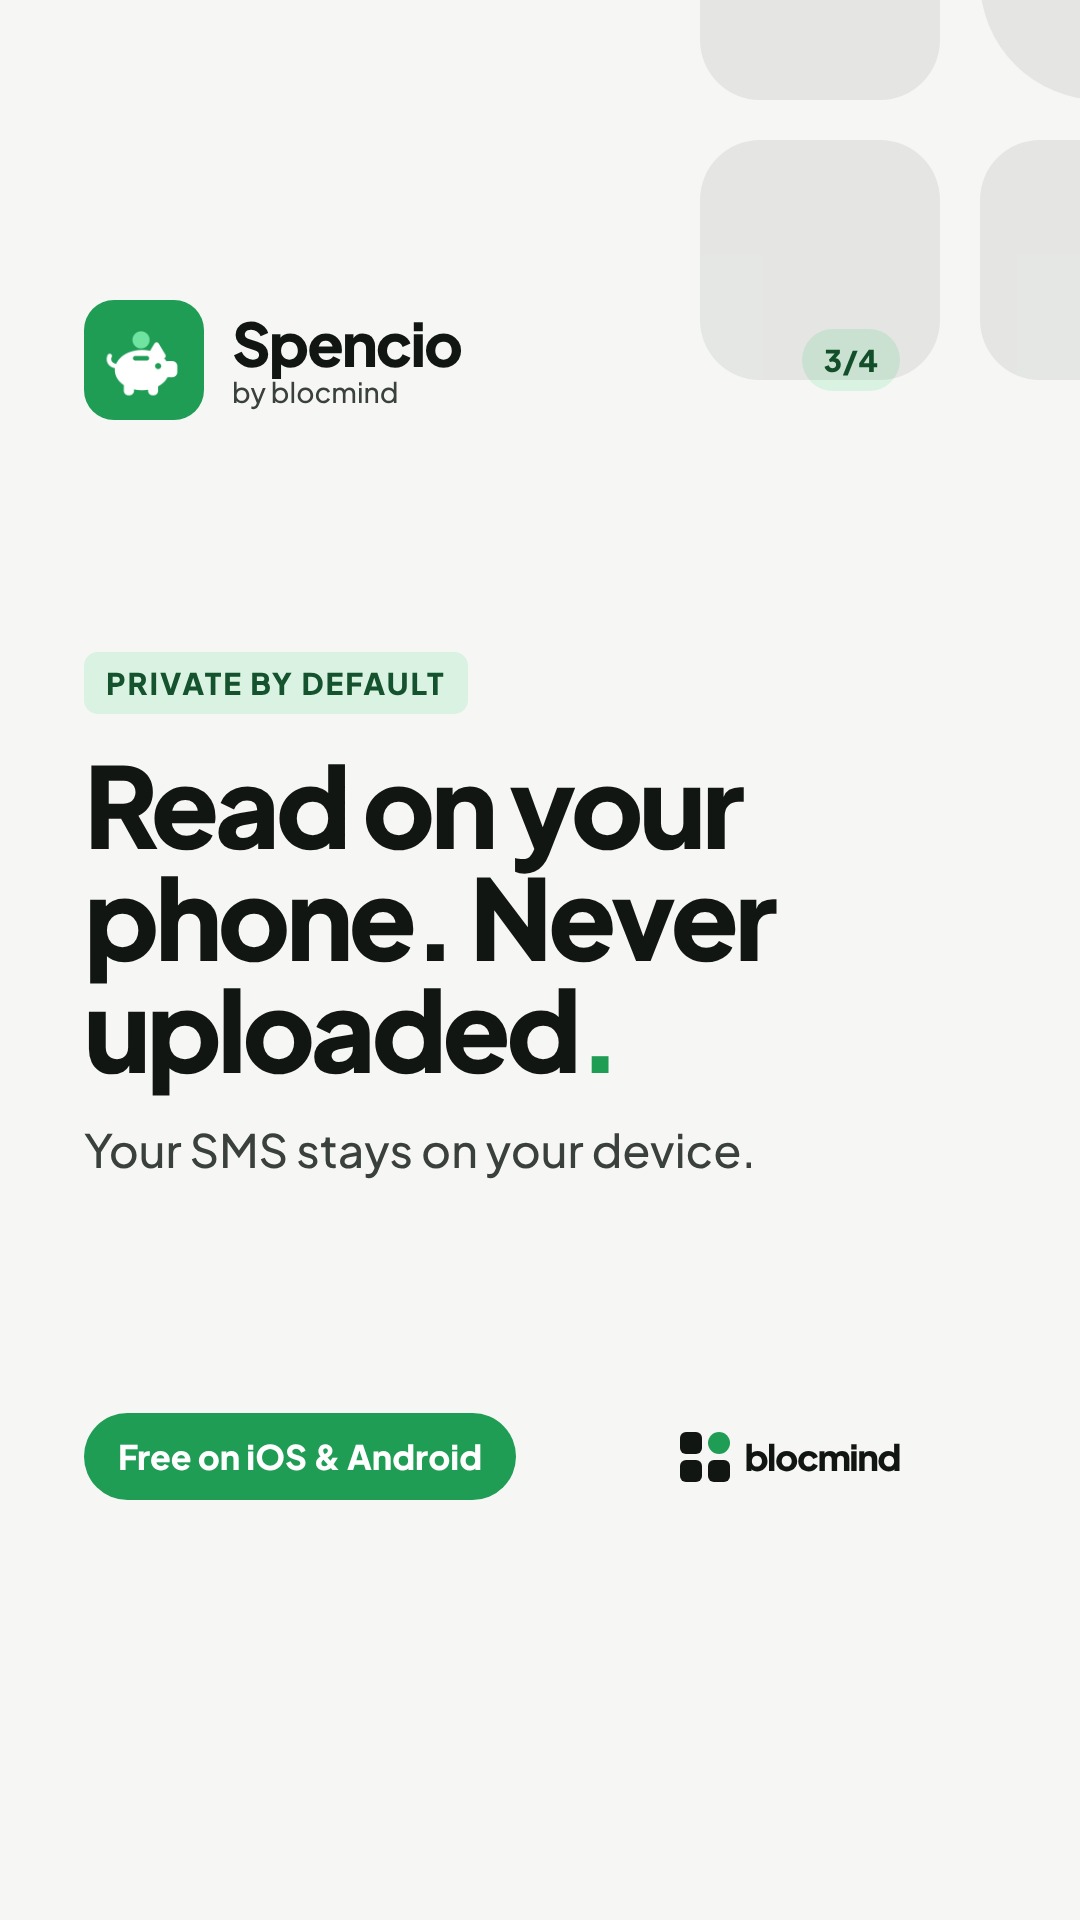 Spencio
by blocmind
3/4
PRIVATE BY DEFAULT
Read on your
phone. Never
uploaded.
Your SMS stays on your device.
Free on iOS & Android
blocmind